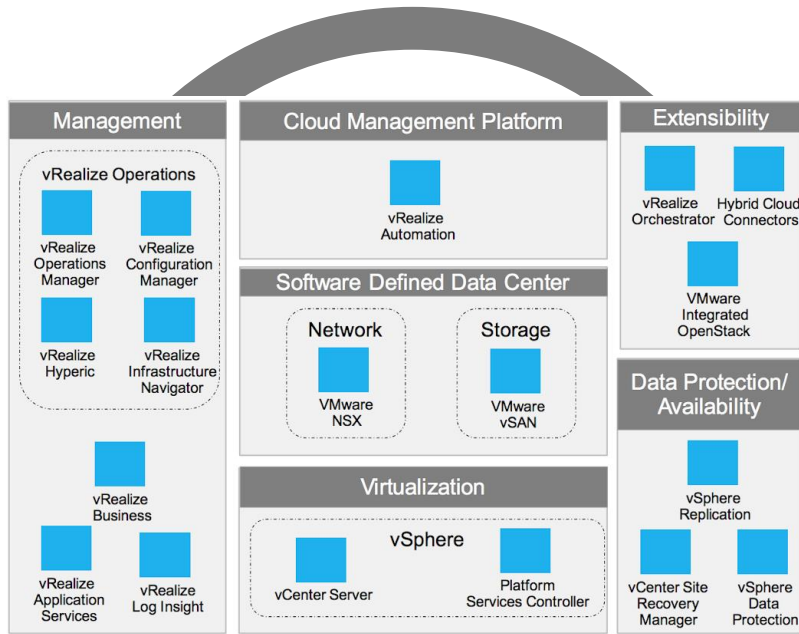 Management
vRealize Operations
vRealize
Operations
Manager
vRealize
Configuration
Manager
vRealize
Hyperic
vRealize
Infrastructure
Navigator
vRealize
Business
vRealize
Application
Services
vRealize
Log Insight
Cloud Management Platform
vRealize
Automation
Software Defined Data Center
Network
VMware
NSX
Storage
VMware
vSAN
Virtualization
vSphere
vCenter Server
Platform
Services Controller
Extensibility
vRealize
Orchestrator
Hybrid Cloud
Connectors
VMware
Integrated
OpenStack
Data Protection/
Availability
vSphere
Replication
vCenter Site
Recovery
Manager
vSphere
Data
Protection